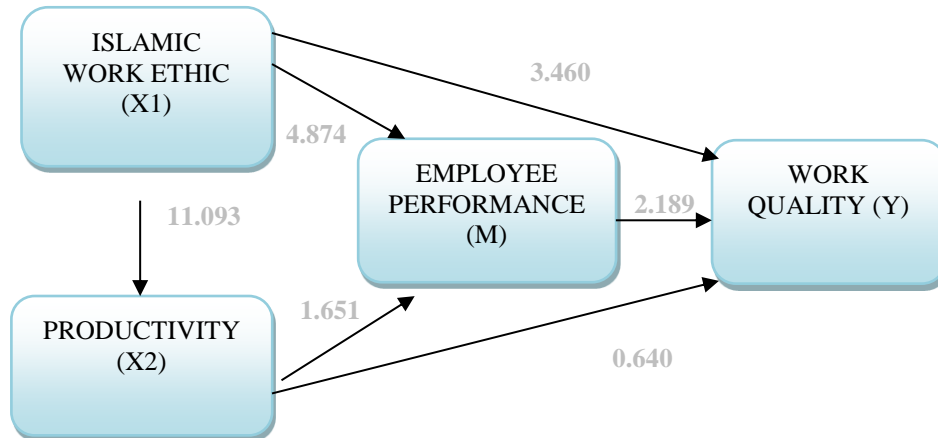 ISLAMIC
WORK ETHIC
(X1)
3.460
4.874
EMPLOYEE
PERFORMANCE
(M)
WORK
QUALITY (Y)
2.189
11.093
1.651
PRODUCTIVITY
(X2)
0.640